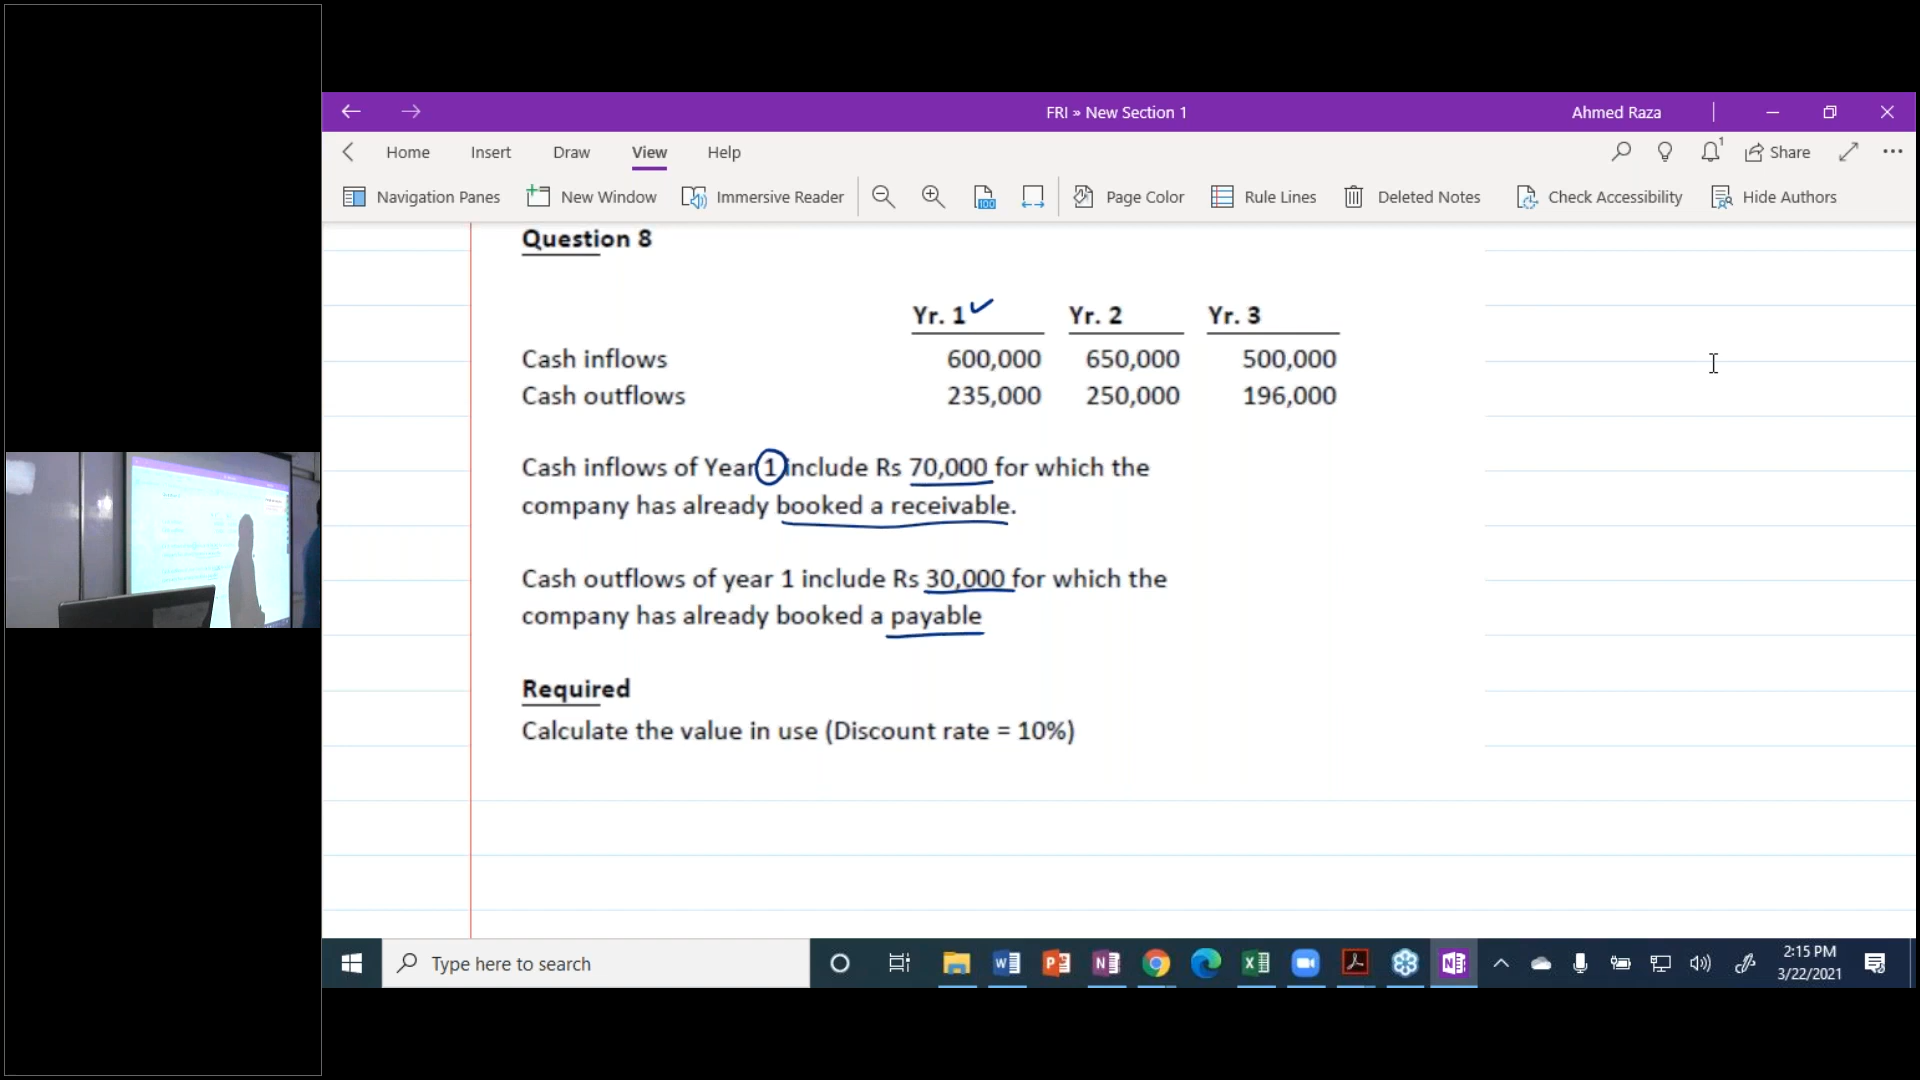 FRI » New Section 1
Ahmed Raza
Home Insert Draw View Help
1
Share
Navigation Panes New Window Immersive Reader 100 Page Color Rule Lines Deleted Notes Check Accessibility Hide Authors
Question 8
Yr. 1 Yr. 2 Yr. 3
Cash inflows 600,000 650,000 500,000
Cash outflows 235,000 250,000 196,000
Cash inflows of Year 1 include Rs 70,000 for which the
company has already booked a receivable.
Cash outflows of year 1 include Rs 30,000 for which the
company has already booked a payable
Required
Calculate the value in use (Discount rate = 10%)
Type here to search
2:15 PM
3/22/2021